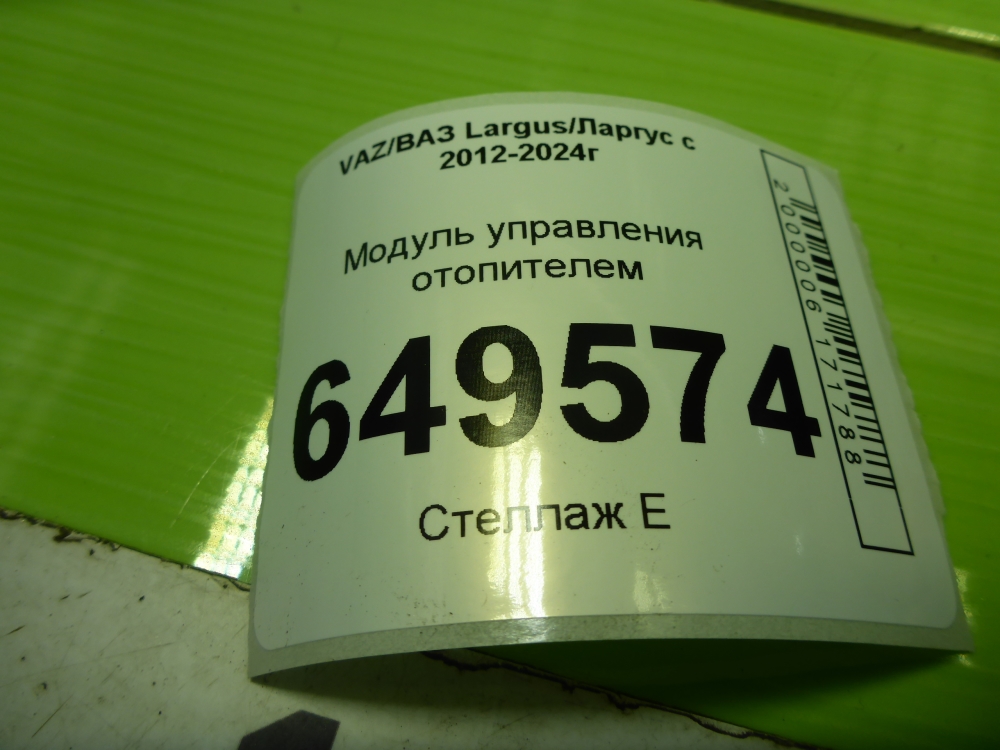 VAZ/ВАЗ Largus/Ларгус с
2012-2024г
Модуль управления
отопителем
649574
Стеллаж Е
2000006171788